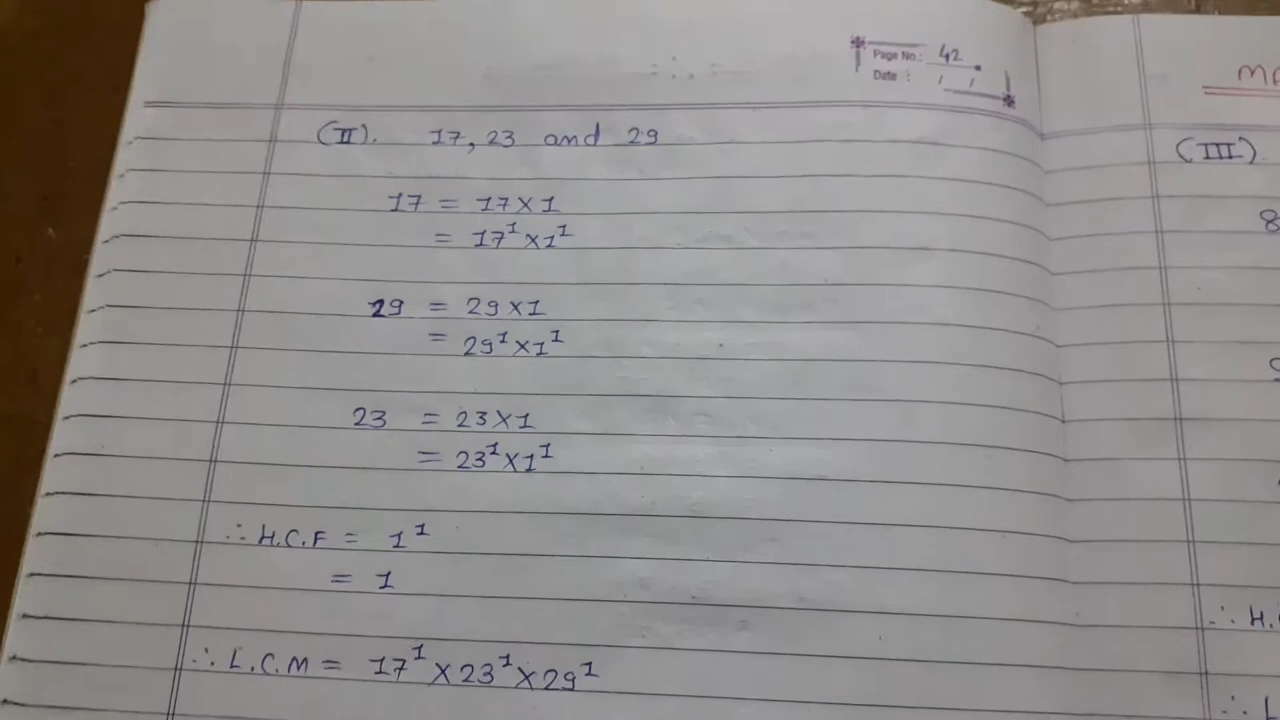 Page No.: 42
Date : / /
(II). 17, 23 and 29
17 = 17 × 1
= 17¹ × 1¹
29 = 29 × 1
= 29¹ × 1¹
23 = 23 × 1
= 23¹ × 1¹
∴ H.C.F = 1¹
= 1
∴ L.C.M = 17¹ × 23¹ × 29¹
(III)
8
∴ H.
∴ L